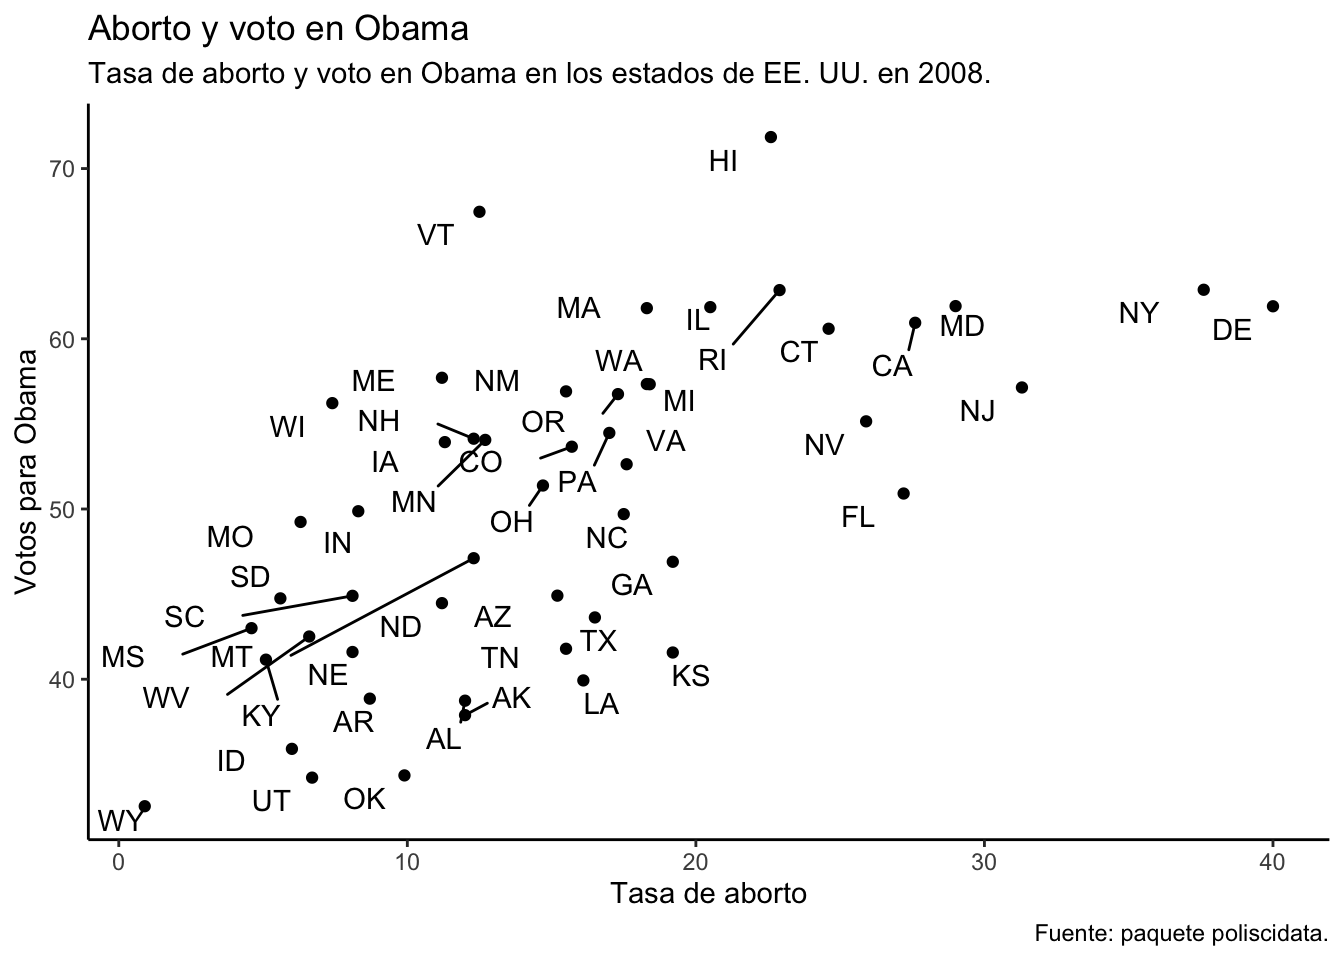 Aborto y voto en Obama
Tasa de aborto y voto en Obama en los estados de EE. UU. en 2008.
Votos para Obama
70
60
50
40
HI
VT
MA
IL
NY
MD
DE
WA
RI
CT
CA
ME
NM
MI
NJ
WI
NH
OR
VA
NV
IA
CO
PA
MN
FL
OH
MO
IN
NC
SD
GA
SC
ND
AZ
TX
MS
MT
TN
NE
KS
WV
AK
LA
KY
AR
AL
ID
UT
OK
WY
0
10
20
30
40
Tasa de aborto
Fuente: paquete poliscidata.